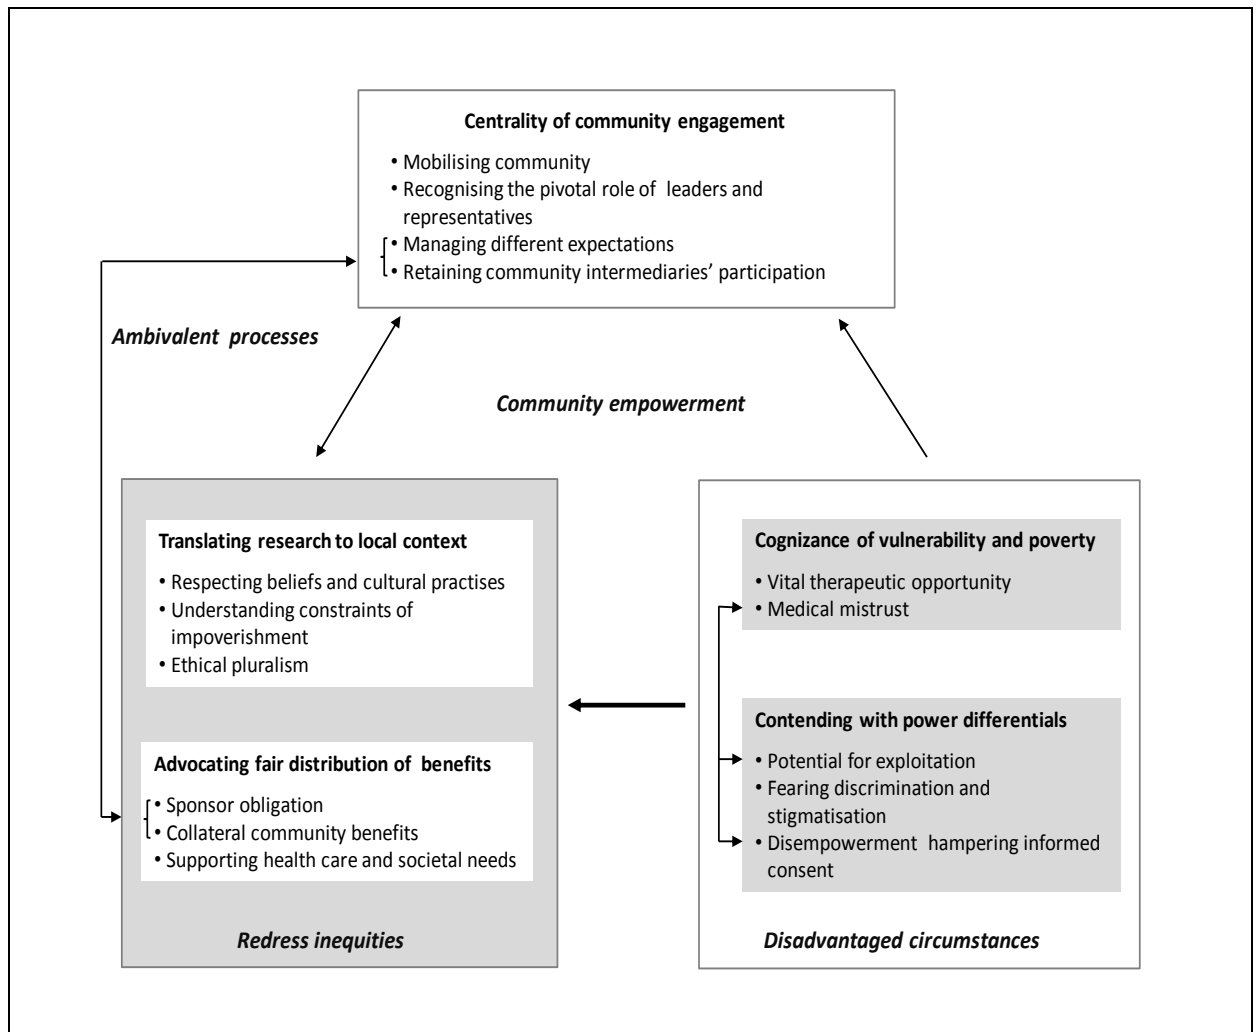 Centrality of community engagement
• Mobilising community
• Recognising the pivotal role of leaders and
representatives
• Managing different expectations
• Retaining community intermediaries’ participation
Ambivalent processes
Community empowerment
Translating research to local context
• Respecting beliefs and cultural practises
• Understanding constraints of
impoverishment
• Ethical pluralism
Advocating fair distribution of benefits
• Sponsor obligation
• Collateral community benefits
• Supporting health care and societal needs
Redress inequities
Cognizance of vulnerability and poverty
• Vital therapeutic opportunity
• Medical mistrust
Contending with power differentials
• Potential for exploitation
• Fearing discrimination and
stigmatisation
• Disempowerment hampering informed
consent
Disadvantaged circumstances